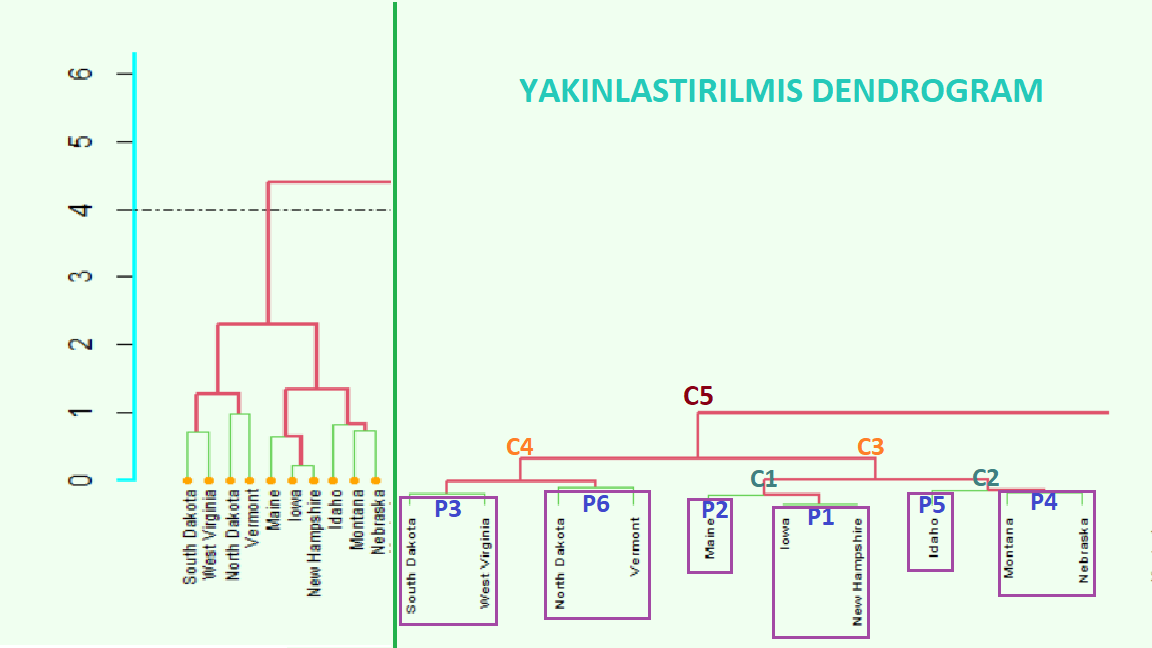 YAKINLASTIRILMIS DENDROGRAM
6
5
4
3
2
1
0
South Dakota
West Virginia
North Dakota
Vermont
Maine
Iowa
New Hampshire
Idaho
Montana
Nebraska
C5
C4
C3
C1
C2
P3
P6
P2
P1
P5
P4
South Dakota
West Virginia
North Dakota
Vermont
Maine
Iowa
New Hampshire
Idaho
Montana
Nebraska